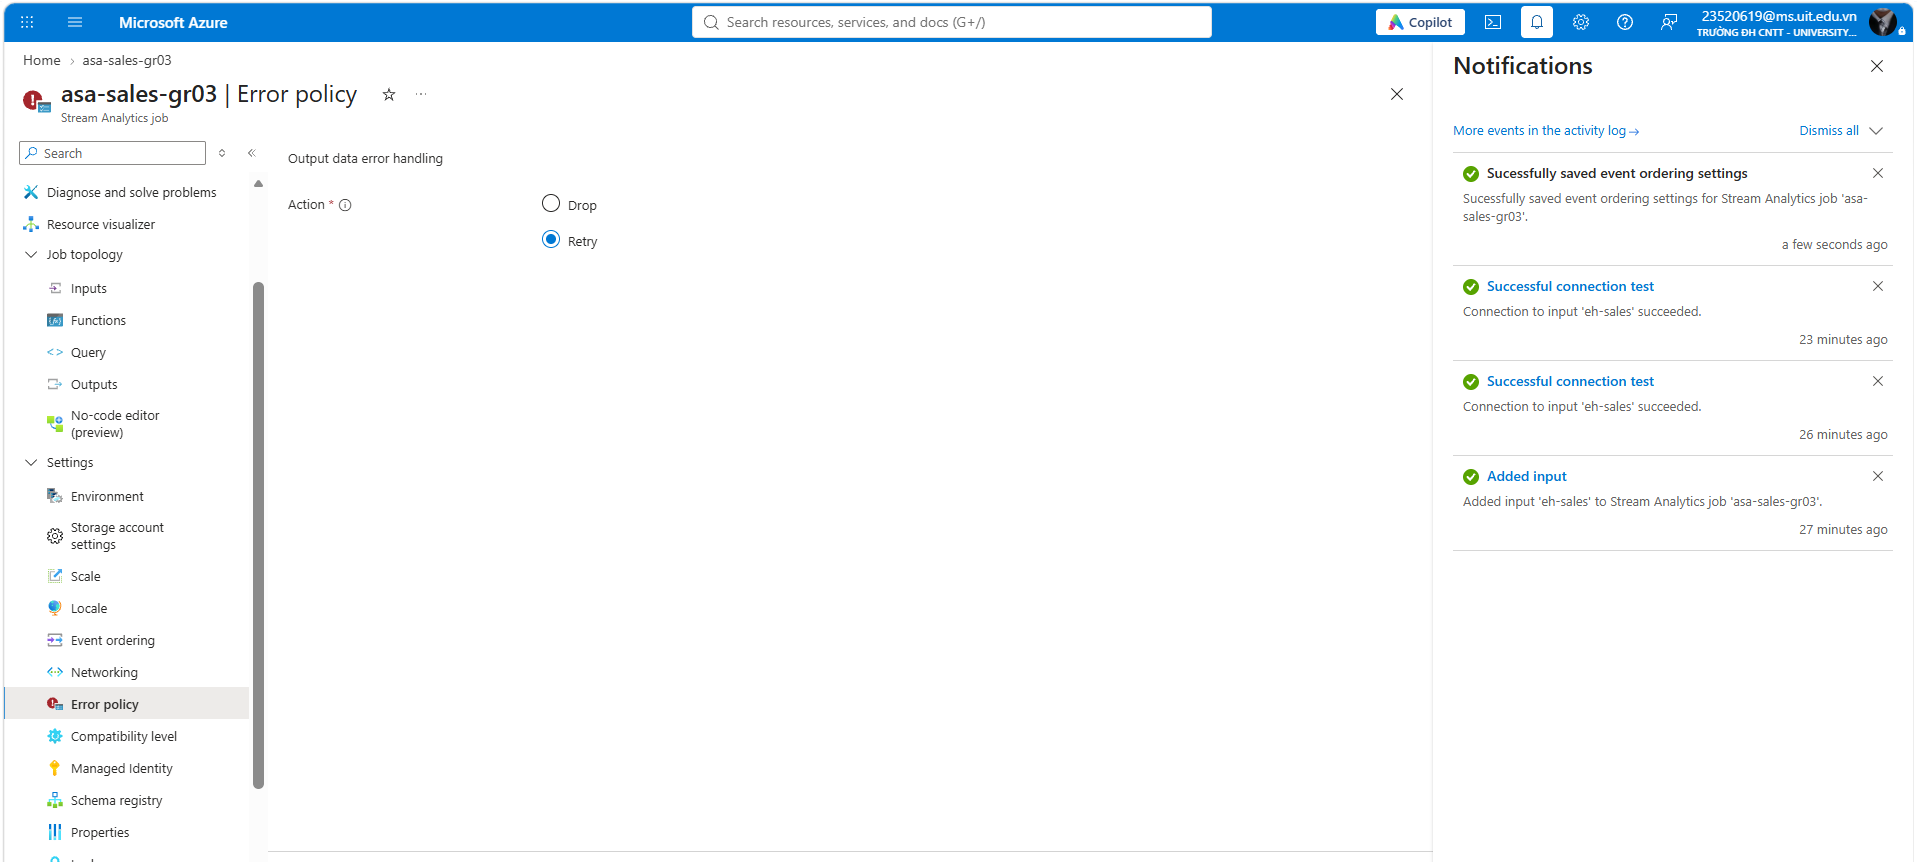 Microsoft Azure
Search resources, services, and docs (G+/)
Copilot
23520619@ms.uit.edu.vn
TRƯỜNG ĐH CNTT - UNIVERSITY...
Home > asa-sales-gr03
asa-sales-gr03 | Error policy
Stream Analytics job
Search
Diagnose and solve problems
Resource visualizer
Job topology
Inputs
Functions
Query
Outputs
No-code editor
(preview)
Settings
Environment
Storage account
settings
Scale
Locale
Event ordering
Networking
Error policy
Compatibility level
Managed Identity
Schema registry
Properties
Output data error handling
Action *
Drop
Retry
Notifications
More events in the activity log →
Dismiss all
Sucessfully saved event ordering settings
Sucessfully saved event ordering settings for Stream Analytics job 'asa-
sales-gr03'.
a few seconds ago
Successful connection test
Connection to input 'eh-sales' succeeded.
23 minutes ago
Successful connection test
Connection to input 'eh-sales' succeeded.
26 minutes ago
Added input
Added input 'eh-sales' to Stream Analytics job 'asa-sales-gr03'.
27 minutes ago